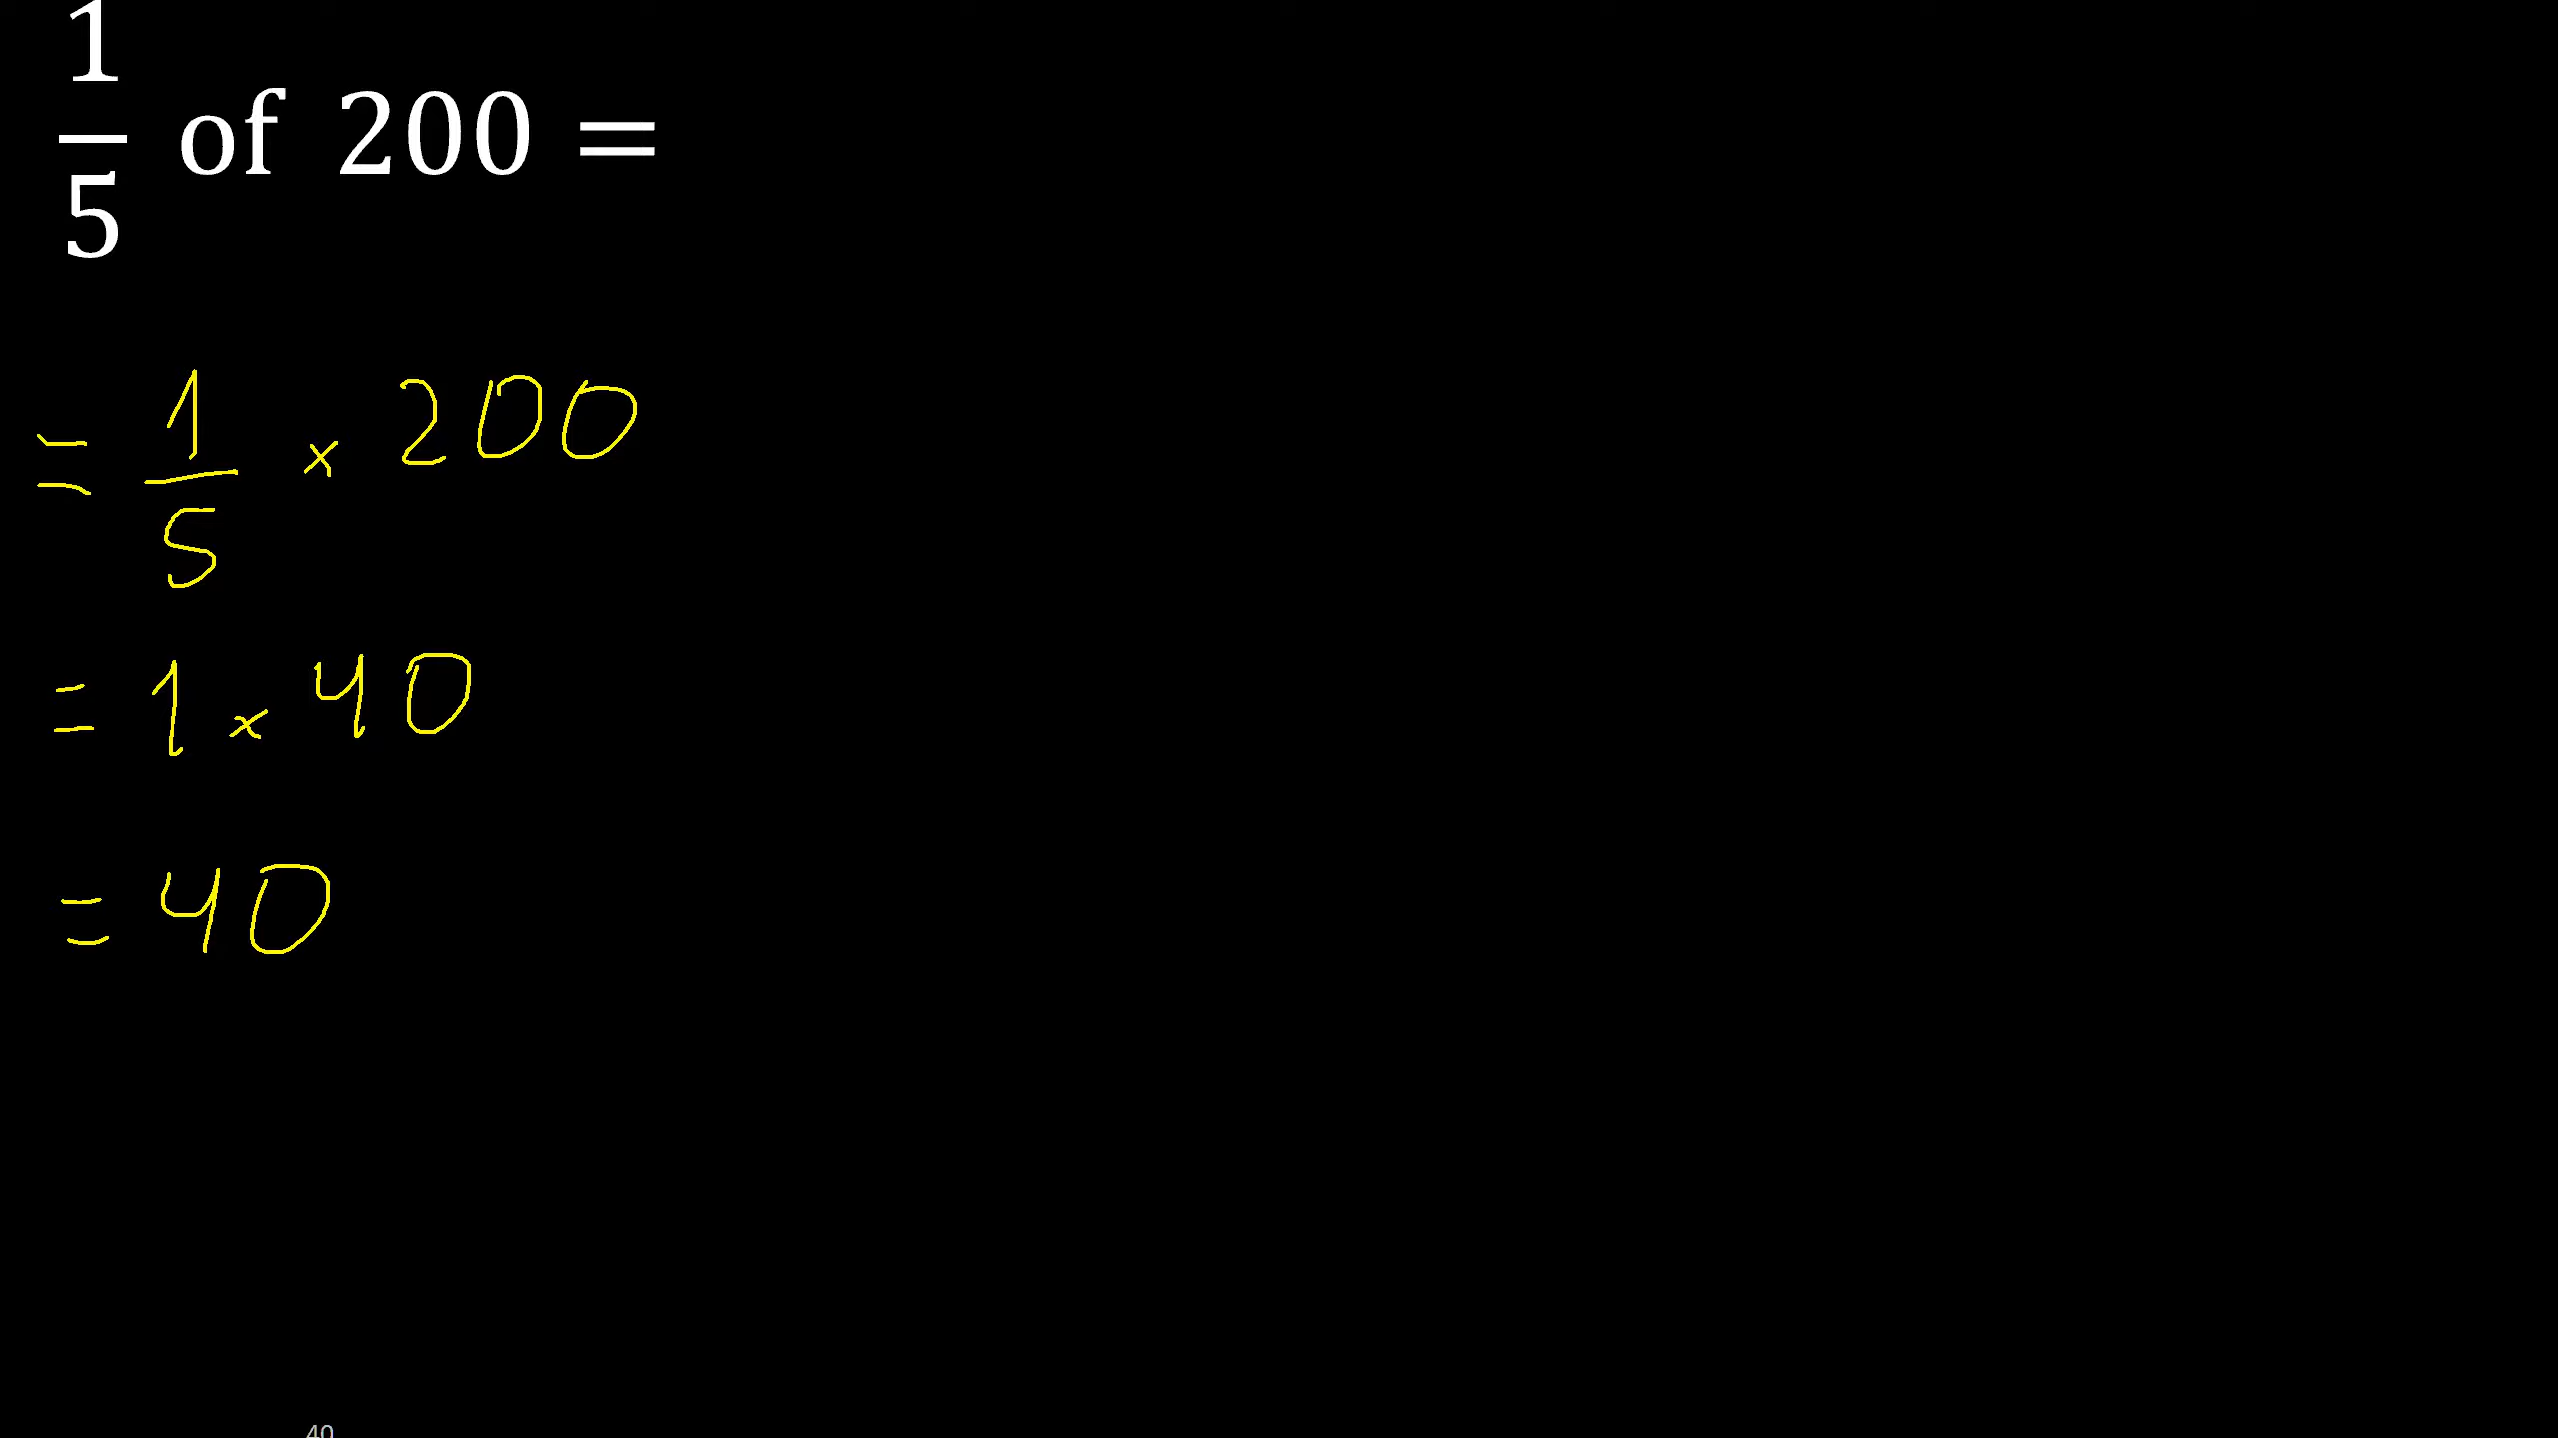 1/5 of 200 =
= 1/5 × 200
= 1 × 40
= 40
40